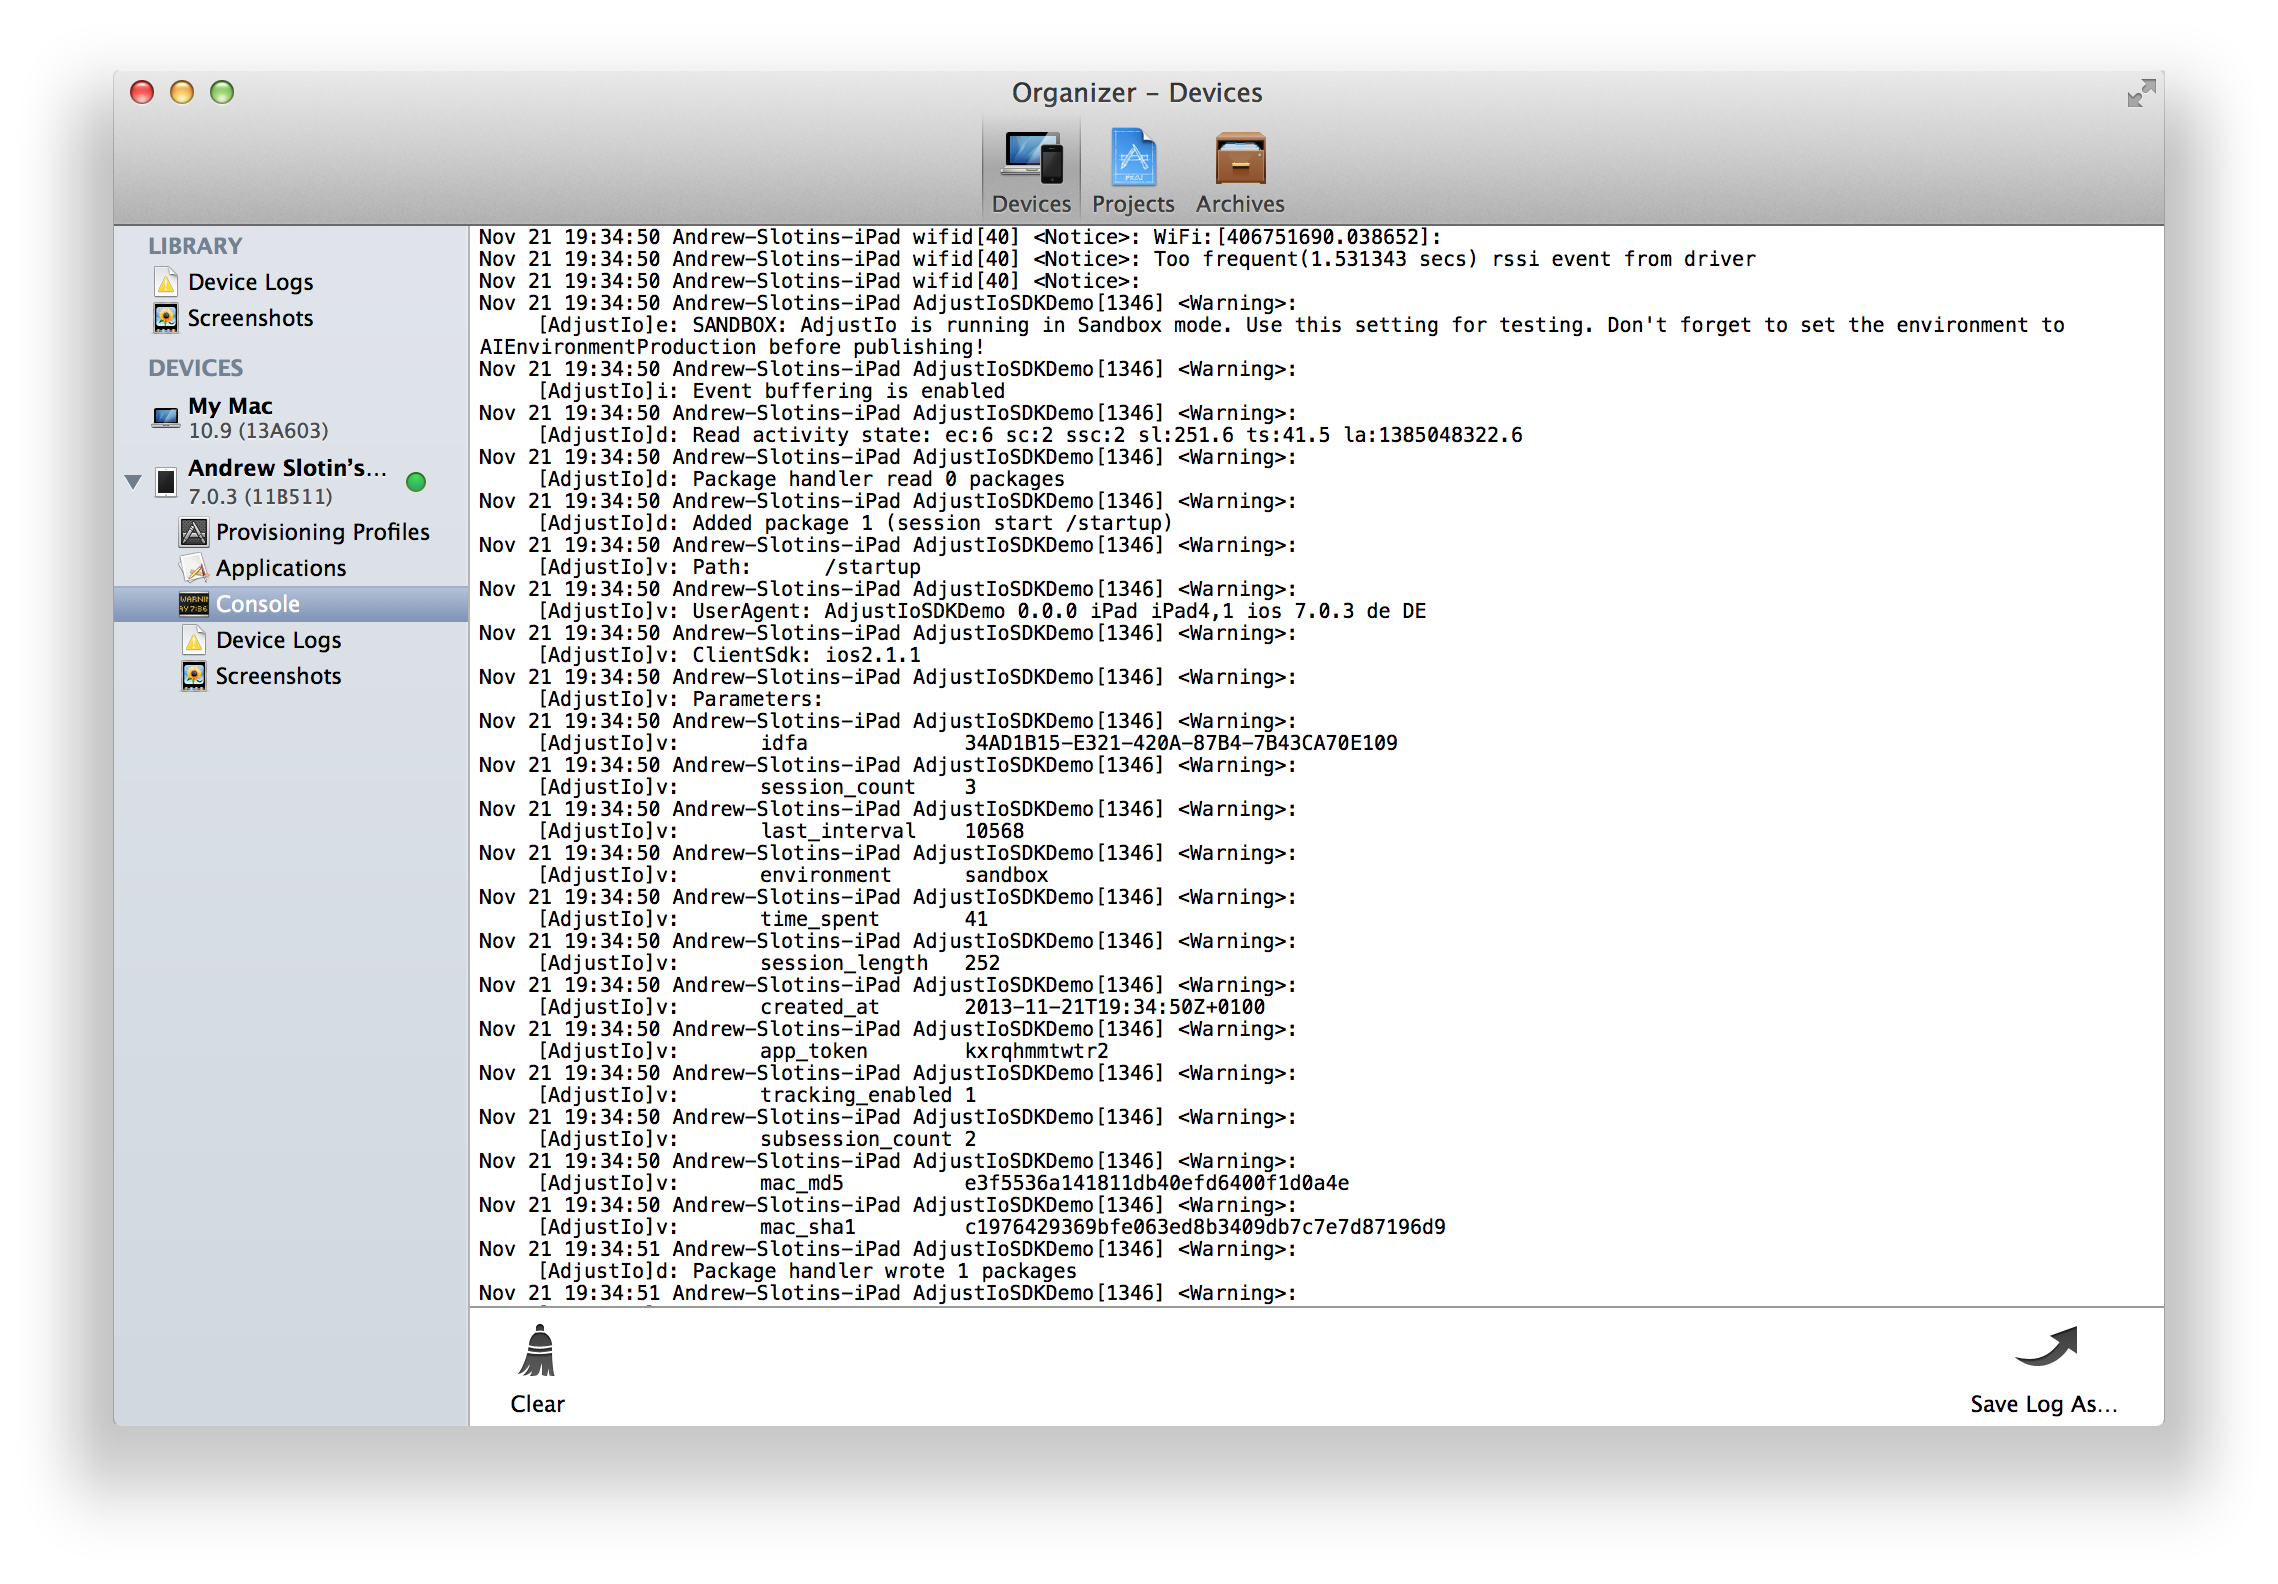 Organizer – Devices
Devices
Projects
Archives
LIBRARY
Device Logs
Screenshots
DEVICES
My Mac
10.9 (13A603)
Andrew Slotin's...
7.0.3 (11B511)
Provisioning Profiles
Applications
Console
Device Logs
Screenshots
Nov 21 19:34:50 Andrew-Slotins-iPad wifid[40] <Notice>: WiFi:[406751690.038652]:
Nov 21 19:34:50 Andrew-Slotins-iPad wifid[40] <Notice>: Too frequent(1.531343 secs) rssi event from driver
Nov 21 19:34:50 Andrew-Slotins-iPad wifid[40] <Notice>:
Nov 21 19:34:50 Andrew-Slotins-iPad AdjustIoSDKDemo[1346] <Warning>:
[AdjustIo]e: SANDBOX: AdjustIo is running in Sandbox mode. Use this setting for testing. Don't forget to set the environment to
AIEnvironmentProduction before publishing!
Nov 21 19:34:50 Andrew-Slotins-iPad AdjustIoSDKDemo[1346] <Warning>:
[AdjustIo]i: Event buffering is enabled
Nov 21 19:34:50 Andrew-Slotins-iPad AdjustIoSDKDemo[1346] <Warning>:
[AdjustIo]d: Read activity state: ec:6 sc:2 ssc:2 sl:251.6 ts:41.5 la:1385048322.6
Nov 21 19:34:50 Andrew-Slotins-iPad AdjustIoSDKDemo[1346] <Warning>:
[AdjustIo]d: Package handler read 0 packages
Nov 21 19:34:50 Andrew-Slotins-iPad AdjustIoSDKDemo[1346] <Warning>:
[AdjustIo]d: Added package 1 (session start /startup)
Nov 21 19:34:50 Andrew-Slotins-iPad AdjustIoSDKDemo[1346] <Warning>:
[AdjustIo]v: Path: /startup
Nov 21 19:34:50 Andrew-Slotins-iPad AdjustIoSDKDemo[1346] <Warning>:
[AdjustIo]v: UserAgent: AdjustIoSDKDemo 0.0.0 iPad iPad4,1 ios 7.0.3 de DE
Nov 21 19:34:50 Andrew-Slotins-iPad AdjustIoSDKDemo[1346] <Warning>:
[AdjustIo]v: ClientSdk: ios2.1.1
Nov 21 19:34:50 Andrew-Slotins-iPad AdjustIoSDKDemo[1346] <Warning>:
[AdjustIo]v: Parameters:
Nov 21 19:34:50 Andrew-Slotins-iPad AdjustIoSDKDemo[1346] <Warning>:
[AdjustIo]v: idfa 34AD1B15-E321-420A-87B4-7B43CA70E109
Nov 21 19:34:50 Andrew-Slotins-iPad AdjustIoSDKDemo[1346] <Warning>:
[AdjustIo]v: session_count 3
Nov 21 19:34:50 Andrew-Slotins-iPad AdjustIoSDKDemo[1346] <Warning>:
[AdjustIo]v: last_interval 10568
Nov 21 19:34:50 Andrew-Slotins-iPad AdjustIoSDKDemo[1346] <Warning>:
[AdjustIo]v: environment sandbox
Nov 21 19:34:50 Andrew-Slotins-iPad AdjustIoSDKDemo[1346] <Warning>:
[AdjustIo]v: time_spent 41
Nov 21 19:34:50 Andrew-Slotins-iPad AdjustIoSDKDemo[1346] <Warning>:
[AdjustIo]v: session_length 252
Nov 21 19:34:50 Andrew-Slotins-iPad AdjustIoSDKDemo[1346] <Warning>:
[AdjustIo]v: created_at 2013-11-21T19:34:50Z+0100
Nov 21 19:34:50 Andrew-Slotins-iPad AdjustIoSDKDemo[1346] <Warning>:
[AdjustIo]v: app_token kxrqhmmtwtr2
Nov 21 19:34:50 Andrew-Slotins-iPad AdjustIoSDKDemo[1346] <Warning>:
[AdjustIo]v: tracking_enabled 1
Nov 21 19:34:50 Andrew-Slotins-iPad AdjustIoSDKDemo[1346] <Warning>:
[AdjustIo]v: subsession_count 2
Nov 21 19:34:50 Andrew-Slotins-iPad AdjustIoSDKDemo[1346] <Warning>:
[AdjustIo]v: mac_md5 e3f5536a141811db40efd6400f1d0a4e
Nov 21 19:34:50 Andrew-Slotins-iPad AdjustIoSDKDemo[1346] <Warning>:
[AdjustIo]v: mac_sha1 c1976429369bfe063ed8b3409db7c7e7d87196d9
Nov 21 19:34:51 Andrew-Slotins-iPad AdjustIoSDKDemo[1346] <Warning>:
[AdjustIo]d: Package handler wrote 1 packages
Nov 21 19:34:51 Andrew-Slotins-iPad AdjustIoSDKDemo[1346] <Warning>:
Clear
Save Log As...